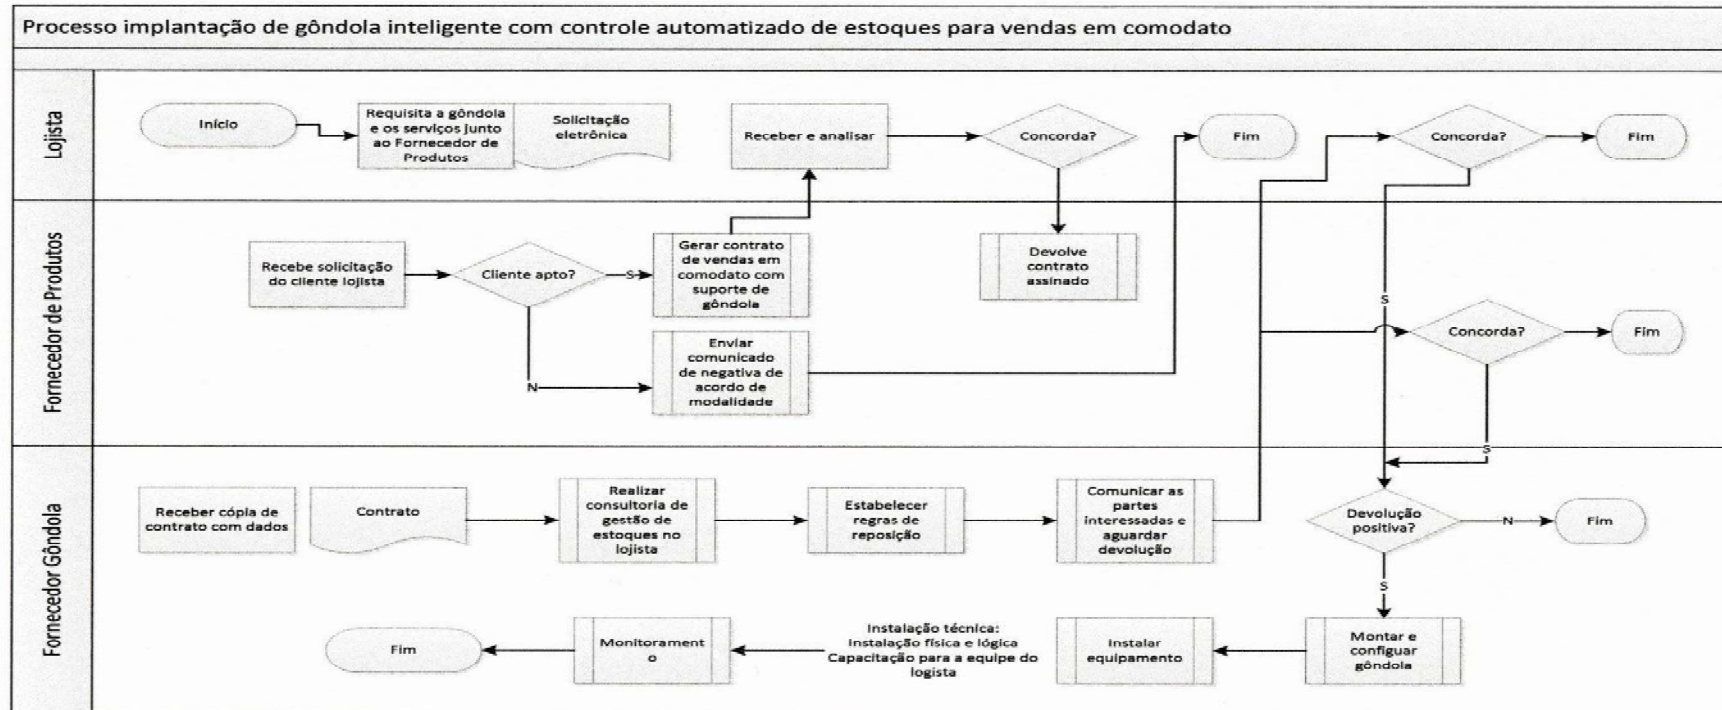 Processo implantação de gôndola inteligente com controle automatizado de estoques para vendas em comodato
Lojista
Início
Requisita a gôndola
e os serviços junto
ao Fornecedor de
Produtos
Solicitação
eletrônica
Receber e analisar
Concorda?
Fim
Concorda?
Fim
Fornecedor de Produtos
Recebe solicitação
do cliente lojista
Cliente apto?
S
Gerar contrato
de vendas em
comodato com
suporte de
gôndola
Devolve
contrato
assinado
N
Enviar
comunicado
de negativa de
acordo de
modalidade
S
Concorda?
Fim
S
Fornecedor Gôndola
Receber cópia de
contrato com dados
Contrato
Realizar
consultoria de
gestão de
estoques no
lojista
Estabelecer
regras de
reposição
Comunicar as
partes
interessadas e
aguardar
devolução
Devolução
positiva?
N
Fim
S
Fim
Monitorament
o
Instalação técnica:
Instalação física e lógica
Capacitação para a equipe do
logista
Instalar
equipamento
Montar e
configuar
gôndola